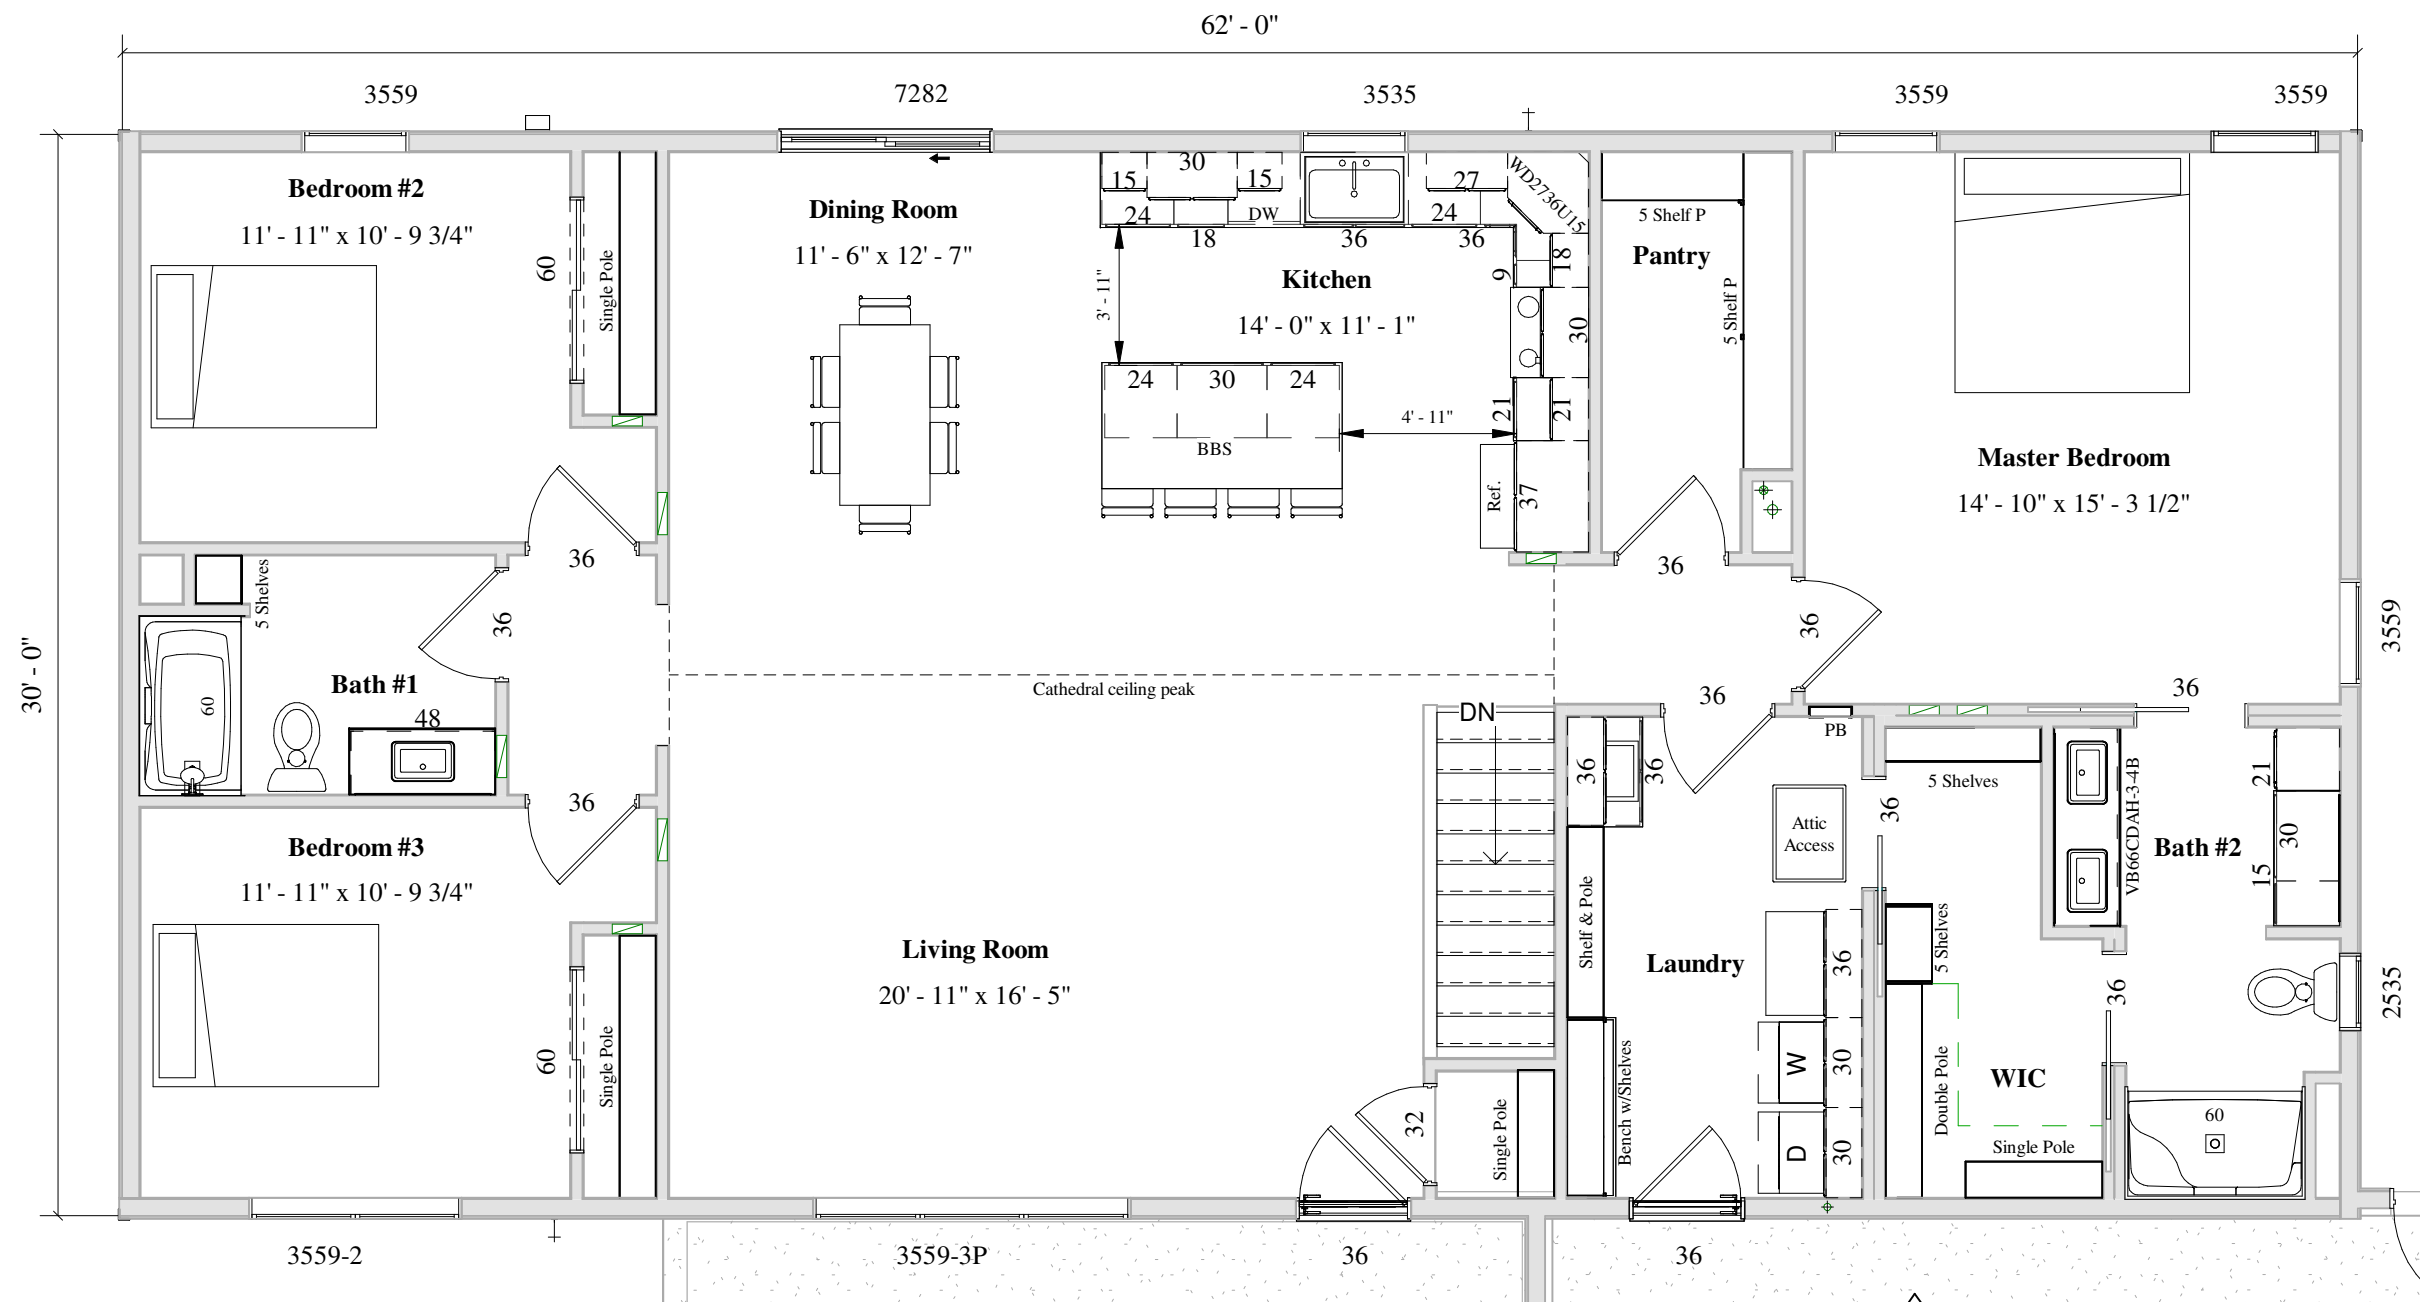 62' - 0"
3559
7282
3535
3559
3559
30' - 0"
Bedroom #2
11' - 11" x 10' - 9 3/4"
60
Single Pole
Dining Room
11' - 6" x 12' - 7"
15
30
15
24
18
DW
36
27
24
36
WD2736U15
3' - 11"
Kitchen
14' - 0" x 11' - 1"
9
18
30
21
21
24
30
24
BBS
4' - 11"
Ref.
37
5 Shelf P
Pantry
5 Shelf P
Master Bedroom
14' - 10" x 15' - 3 1/2"
36
36
36
36
36
3559
36
5 Shelves
60
Bath #1
48
36
Cathedral ceiling peak
DN
Bedroom #3
11' - 11" x 10' - 9 3/4"
60
Single Pole
Living Room
20' - 11" x 16' - 5"
32
Single Pole
36
36
Shelf & Pole
Bench w/Shelves
Attic
Access
Laundry
36
W
30
D
30
PB
36
5 Shelves
5 Shelves
Double Pole
WIC
Single Pole
VB66CDAH-3-4B
Bath #2
21
30
15
36
60
2535
3559-2
3559-3P
36
36